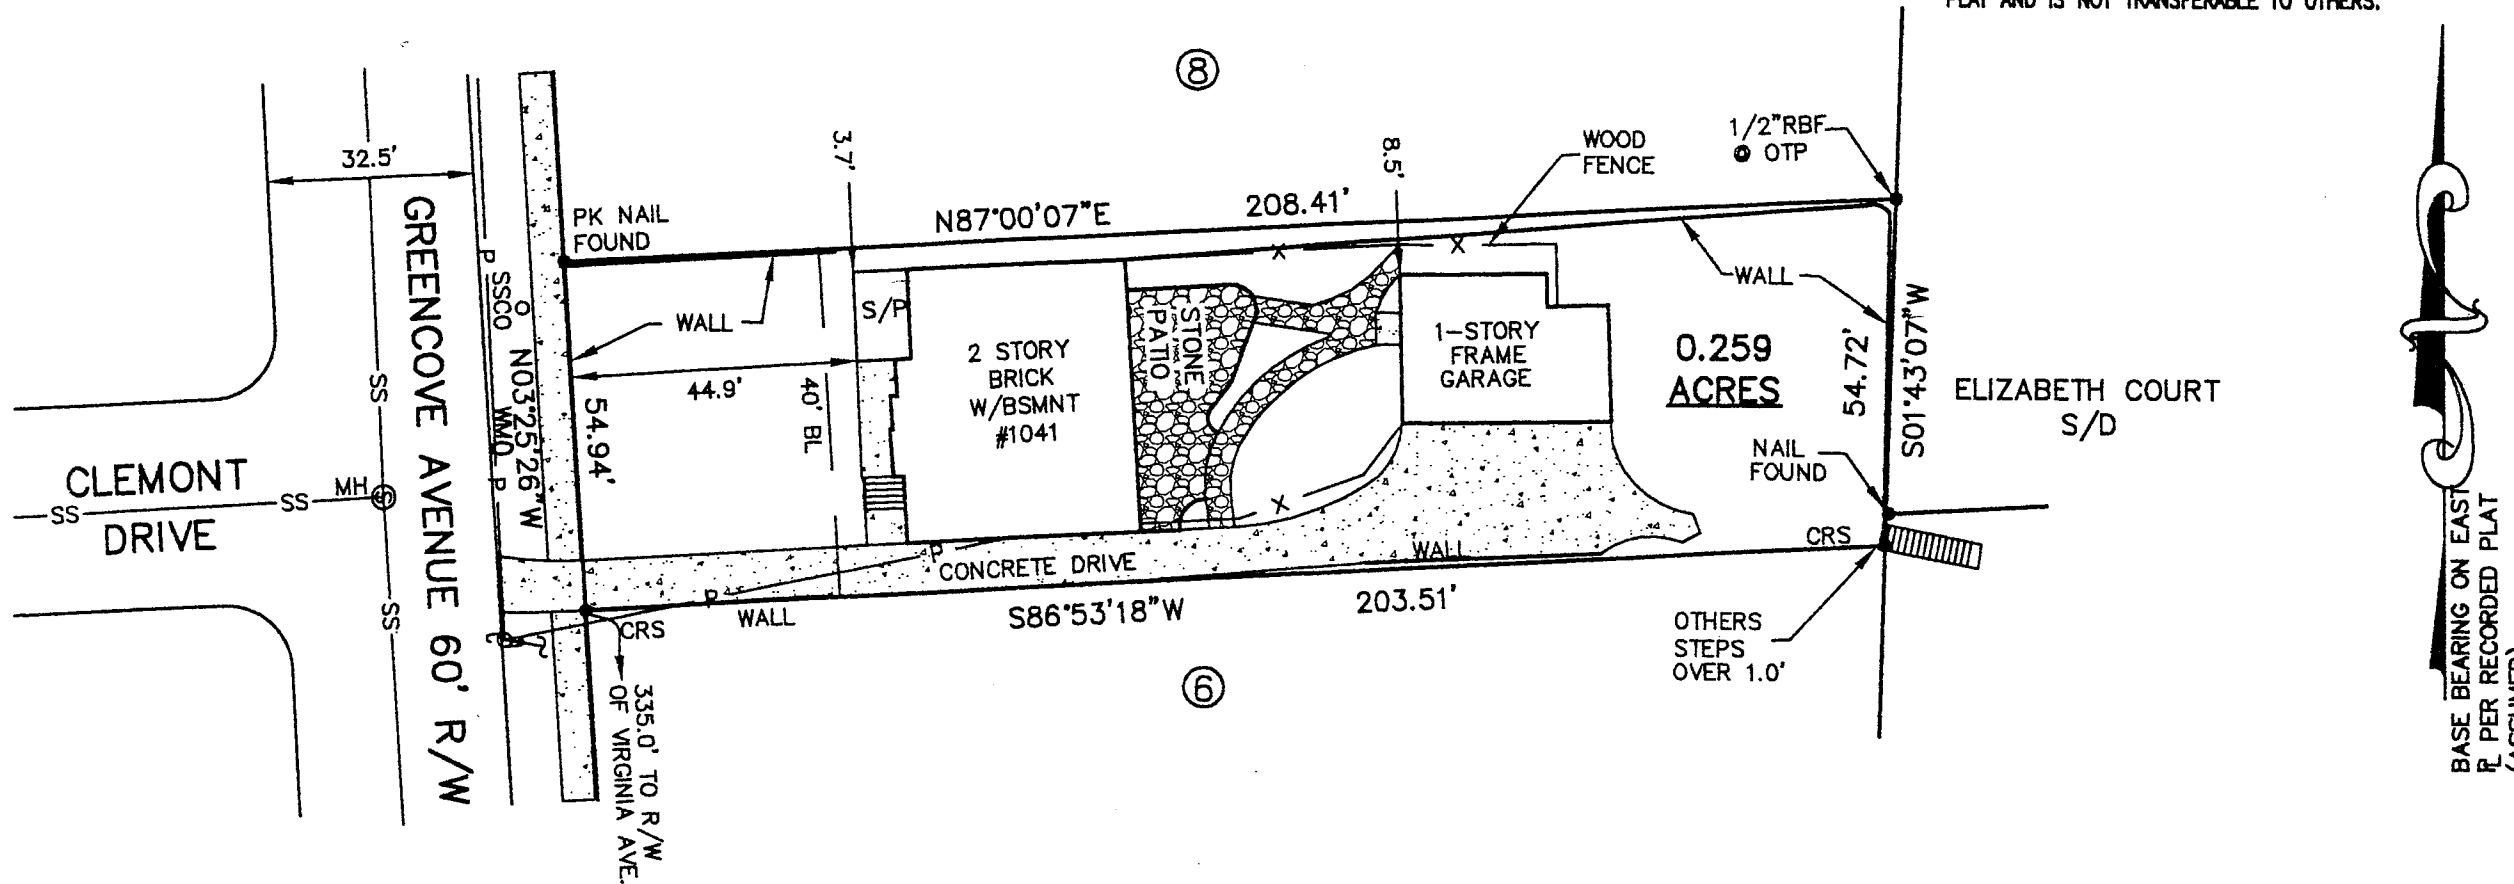 PLAT AND IS NOT TRANSFERABLE TO OTHERS.
8
32.5'
3.7'
8.5'
WOOD
FENCE
1/2"RBF
OTP
PK NAIL
FOUND
N87°00'07"E
208.41'
WALL
S/P
WALL
44.9'
40' BL
54.94'
N03°25'26"W
O
SSCO
WMO
P
P
GREENCOVE AVENUE 60' R/W
SS
SS
SS
SS
MH
S
CLEMONT
DRIVE
2 STORY
BRICK
W/BSMNT
#1041
STONE
PATIO
X
X
X
1-STORY
FRAME
GARAGE
0.259
ACRES
54.72'
S01°43'07"W
ELIZABETH COURT
S/D
NAIL
FOUND
CRS
WALL
P
CONCRETE DRIVE
P
WALL
S86°53'18"W
203.51'
CRS
OTHERS
STEPS
OVER 1.0'
6
335.0' TO R/W
OF VIRGINIA AVE.
BASE BEARING ON EAST
PL PER RECORDED PLAT